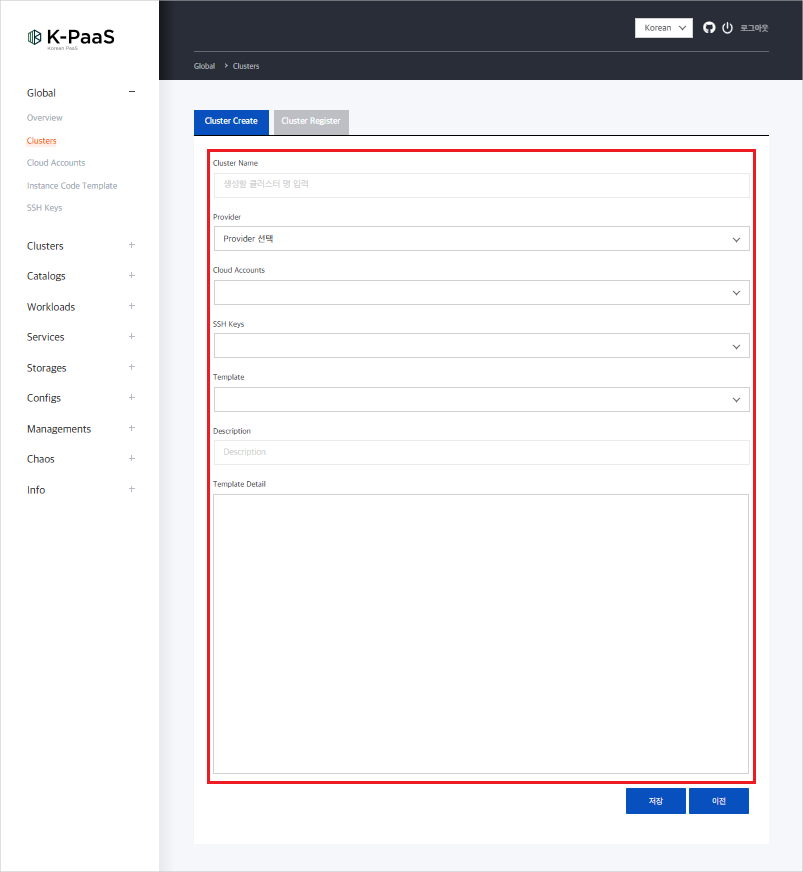 K-PaaS
Korean PaaS
Korean
로그아웃
Global > Clusters
Global
Overview
Clusters
Cloud Accounts
Instance Code Template
SSH Keys
Clusters
Catalogs
Workloads
Services
Storages
Configs
Managements
Chaos
Info
Cluster Create
Cluster Register
Cluster Name
생성할 클러스터 명 입력
Provider
Provider 선택
Cloud Accounts
SSH Keys
Template
Description
Description
Template Detail
저장
이전